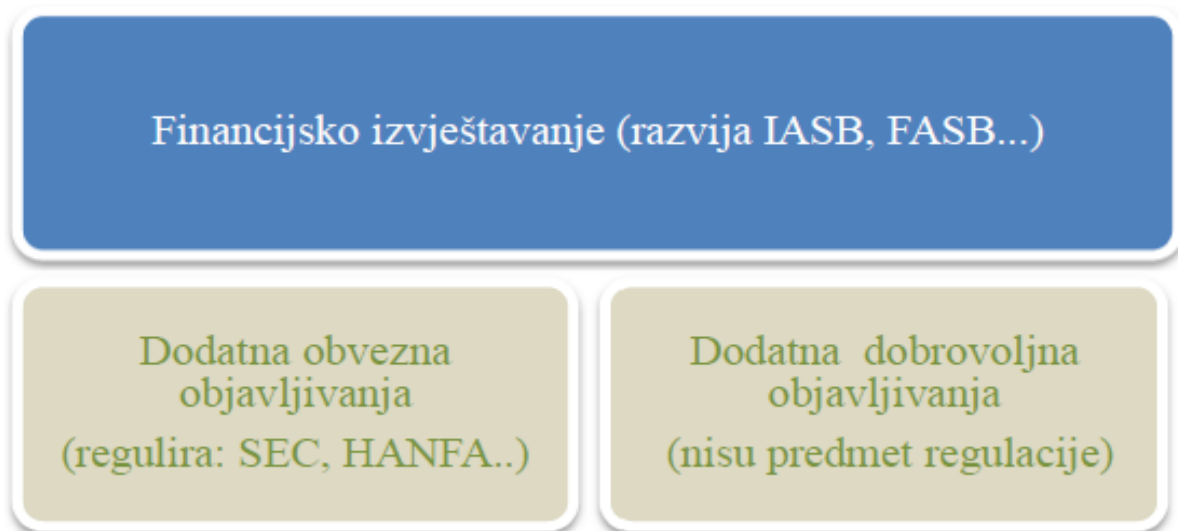 Financijsko izvještavanje (razvija IASB, FASB...)
Dodatna obvezna
objavljivanja
(regulira: SEC, HANFA..)
Dodatna dobrovoljna
objavljivanja
(nisu predmet regulacije)